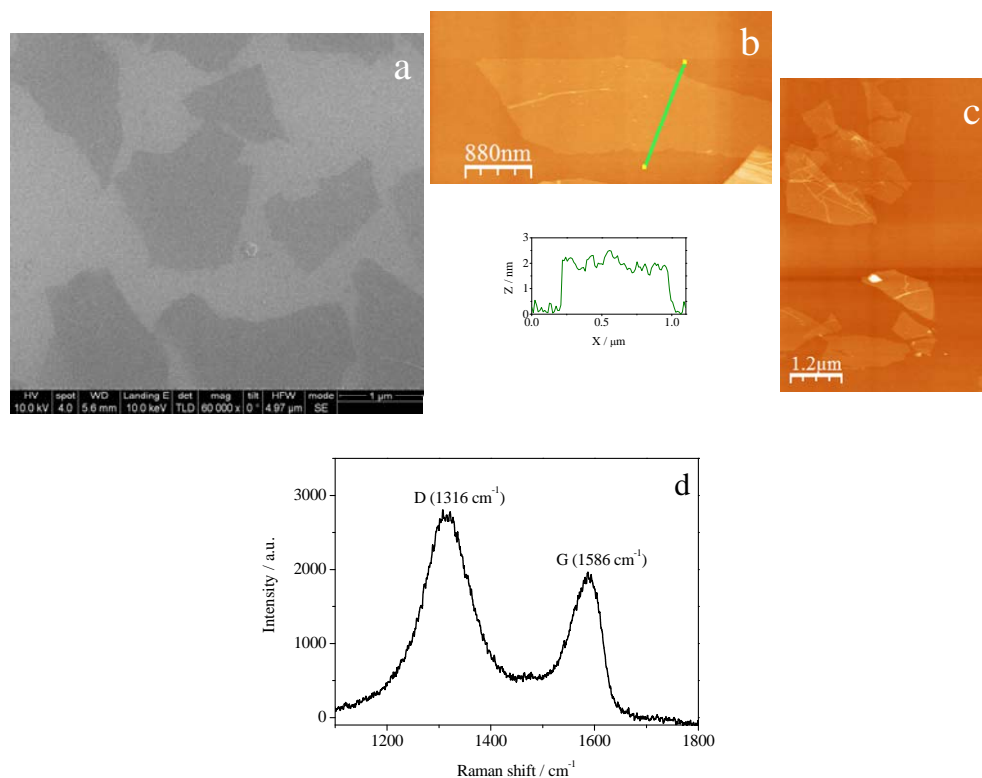 a
HV spot WD Landing E det mag tilt HFW mode 1 µm
10.0 kV 4.0 5.6 mm 10.0 keV TLD 60 000 x 0 ° 4.97 µm SE
b
880nm
c
1.2µm
3
2
1
0
Z / nm
0.0 0.5 1.0
X / µm
d
D (1316 cm⁻¹)
G (1586 cm⁻¹)
3000
2000
1000
0
Intensity / a.u.
1200 1400 1600 1800
Raman shift / cm⁻¹